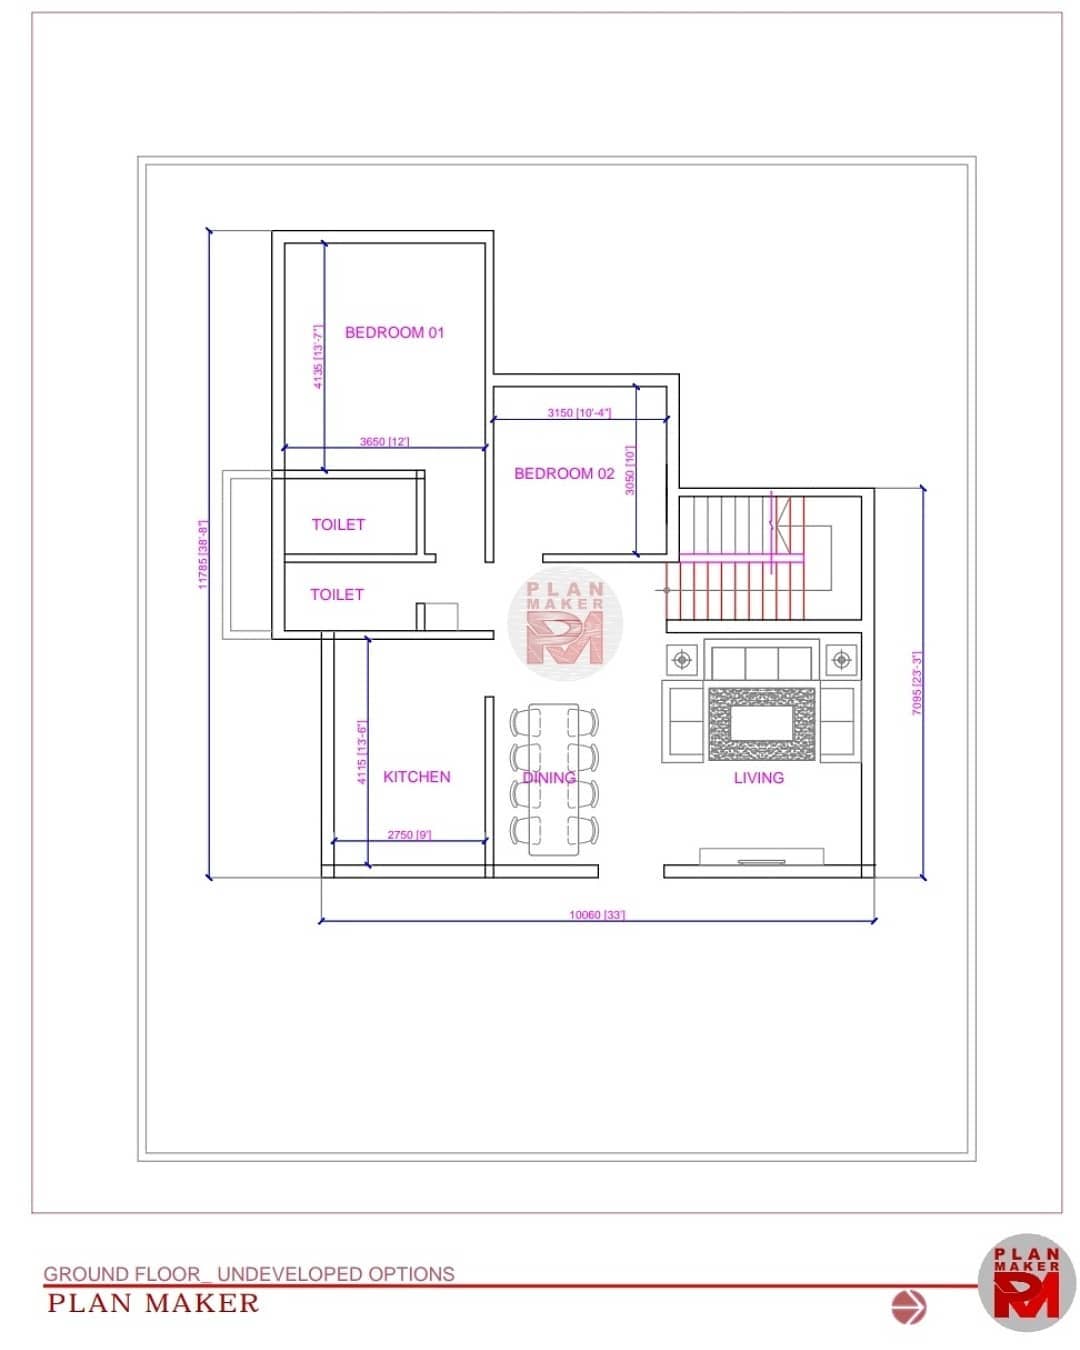 BEDROOM 01
4135 [13'-7"]
3650 [12']
3150 [10'-4"]
BEDROOM 02
3050 [10']
TOILET
11785 [38'-8"]
TOILET
PLAN
MAKER
PM
7095 [23'-3"]
4115 [13'-6"]
KITCHEN
DINING
LIVING
2750 [9']
10060 [33']
GROUND FLOOR_ UNDEVELOPED OPTIONS
PLAN MAKER
PLAN
MAKER
PM